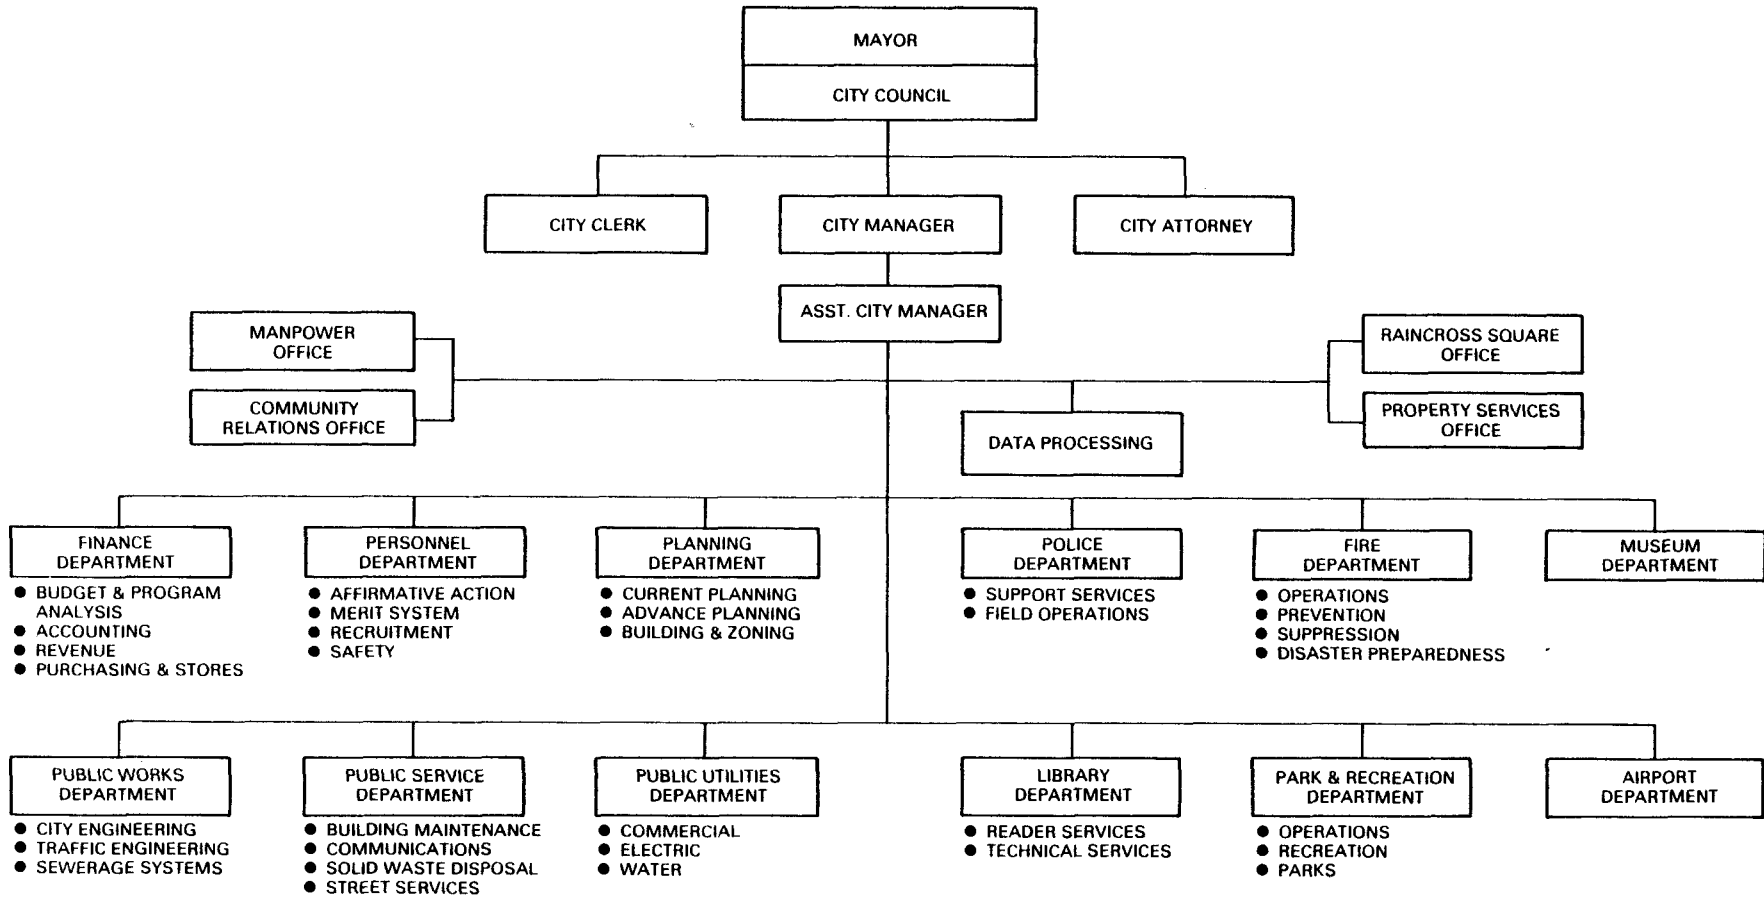 MAYOR
CITY COUNCIL
CITY CLERK
CITY MANAGER
CITY ATTORNEY
ASST. CITY MANAGER
MANPOWER
OFFICE
COMMUNITY
RELATIONS OFFICE
RAINCROSS SQUARE
OFFICE
PROPERTY SERVICES
OFFICE
DATA PROCESSING
FINANCE
DEPARTMENT
● BUDGET & PROGRAM
ANALYSIS
● ACCOUNTING
● REVENUE
● PURCHASING & STORES
PERSONNEL
DEPARTMENT
● AFFIRMATIVE ACTION
● MERIT SYSTEM
● RECRUITMENT
● SAFETY
PLANNING
DEPARTMENT
● CURRENT PLANNING
● ADVANCE PLANNING
● BUILDING & ZONING
POLICE
DEPARTMENT
● SUPPORT SERVICES
● FIELD OPERATIONS
FIRE
DEPARTMENT
● OPERATIONS
● PREVENTION
● SUPPRESSION
● DISASTER PREPAREDNESS
MUSEUM
DEPARTMENT
PUBLIC WORKS
DEPARTMENT
● CITY ENGINEERING
● TRAFFIC ENGINEERING
● SEWERAGE SYSTEMS
PUBLIC SERVICE
DEPARTMENT
● BUILDING MAINTENANCE
● COMMUNICATIONS
● SOLID WASTE DISPOSAL
● STREET SERVICES
PUBLIC UTILITIES
DEPARTMENT
● COMMERCIAL
● ELECTRIC
● WATER
LIBRARY
DEPARTMENT
● READER SERVICES
● TECHNICAL SERVICES
PARK & RECREATION
DEPARTMENT
● OPERATIONS
● RECREATION
● PARKS
AIRPORT
DEPARTMENT